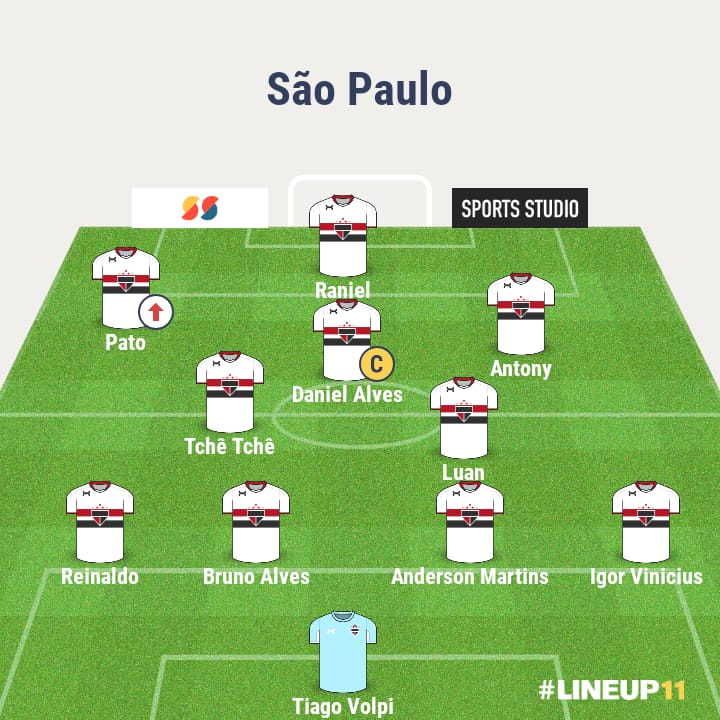 São Paulo
SPORTS STUDIO
Raniel
Pato
Antony
C
Daniel Alves
Tchê Tchê
Luan
Reinaldo
Bruno Alves
Anderson Martins
Igor Vinicius
Tiago Volpi
#LINEUP11